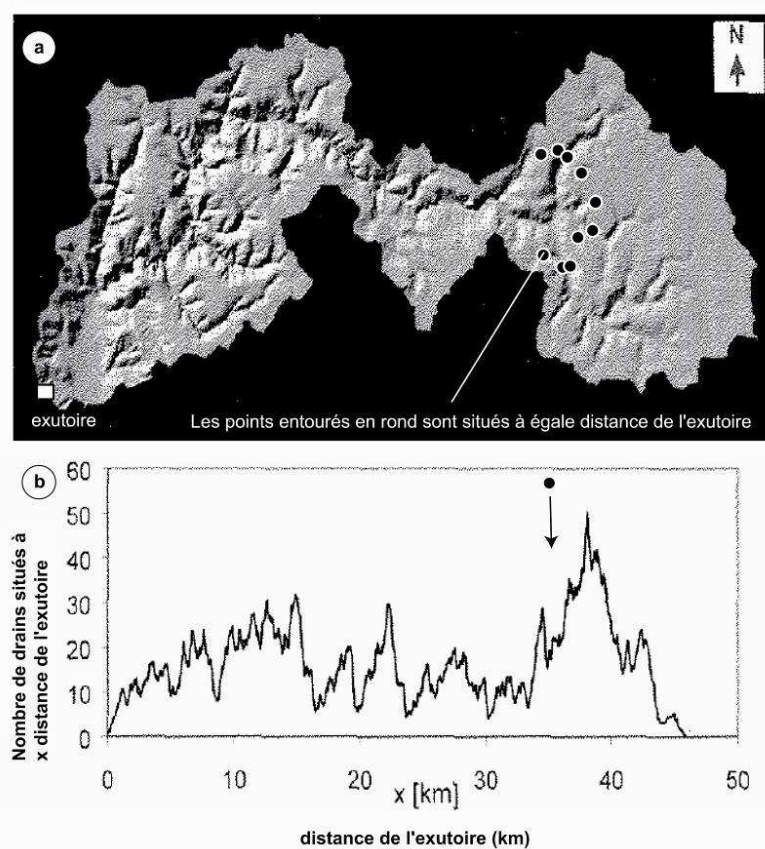 a
N
exutoire
Les points entourés en rond sont situés à égale distance de l'exutoire
b
Nombre de drains situés à
x distance de l'exutoire
60
50
40
30
20
10
0
0 10 20 30 40 50
x [km]
distance de l'exutoire (km)